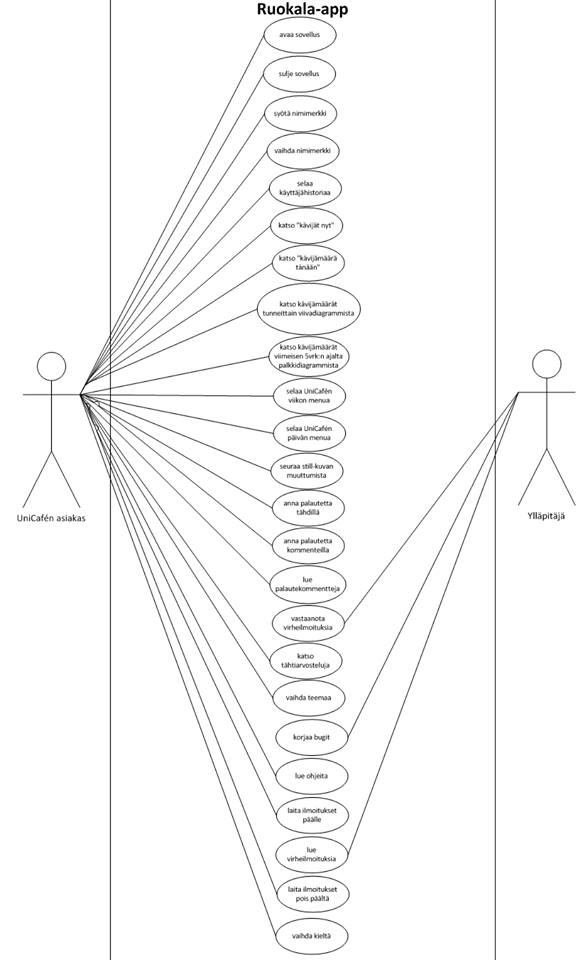 Ruokala-app
avaa sovellus
sulje sovellus
syötä nimimerkki
vaihda nimimerkki
selaa
käyttäjähistoriaa
katso "kävijät nyt"
katso "kävijämäärä
tänään"
katso kävijämäärät
tunneittain viivadiagrammista
katso kävijämäärät
viimeisen 5vrk:n ajalta
palkkidiagrammista
selaa UniCafén
viikon menua
selaa UniCafén
päivän menua
seuraa still-kuvan
muuttumista
anna palautetta
tähdillä
anna palautetta
kommenteilla
lue
palautekommentteja
vastaanota
virheilmoituksia
katso
tähtiarvosteluja
vaihda teemaa
korjaa bugit
lue ohjeita
laita ilmoitukset
päälle
lue
virheilmoituksia
laita ilmoitukset
pois päältä
vaihda kieltä
UniCafén asiakas
Ylläpitäjä